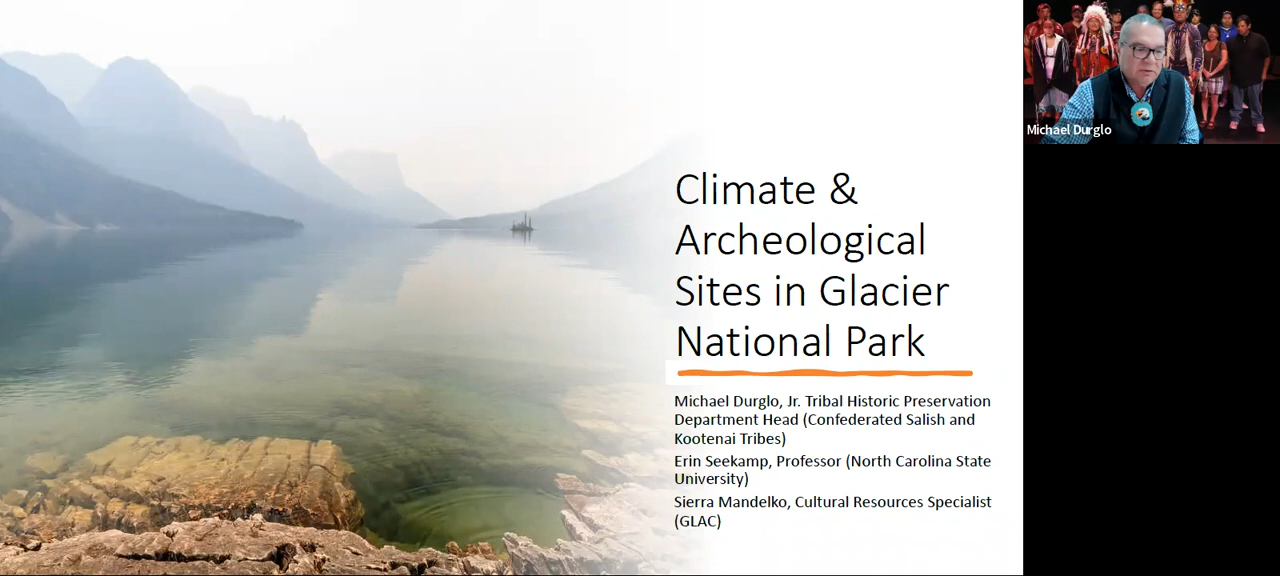 Climate &
Archeological
Sites in Glacier
National Park
Michael Durglo, Jr. Tribal Historic Preservation
Department Head (Confederated Salish and
Kootenai Tribes)
Erin Seekamp, Professor (North Carolina State
University)
Sierra Mandelko, Cultural Resources Specialist
(GLAC)
Michael Durglo